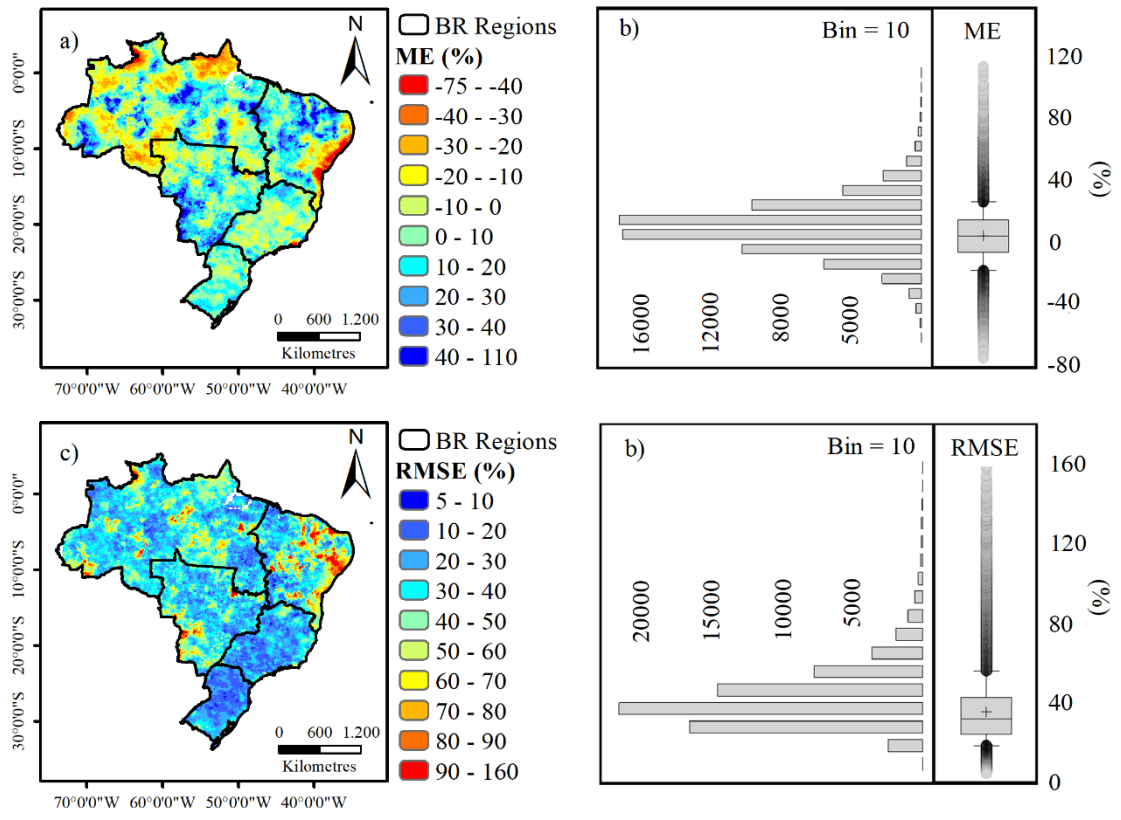 a)
N
BR Regions
ME (%)
-75 - -40
-40 - -30
-30 - -20
-20 - -10
-10 - 0
0 - 10
10 - 20
20 - 30
30 - 40
40 - 110
0 600 1.200
Kilometres
0°0'0"
10°0'0"S
20°0'0"S
30°0'0"S
70°0'0"W 60°0'0"W 50°0'0"W 40°0'0"W
b)
Bin = 10
ME
16000 12000 8000 5000
120
80
40
0
-40
-80
(%)
c)
N
BR Regions
RMSE (%)
5 - 10
10 - 20
20 - 30
30 - 40
40 - 50
50 - 60
60 - 70
70 - 80
80 - 90
90 - 160
0 600 1.200
Kilometres
0°0'0"
10°0'0"S
20°0'0"S
30°0'0"S
70°0'0"W 60°0'0"W 50°0'0"W 40°0'0"W
b)
Bin = 10
RMSE
20000 15000 10000 5000
160
120
80
40
0
(%)